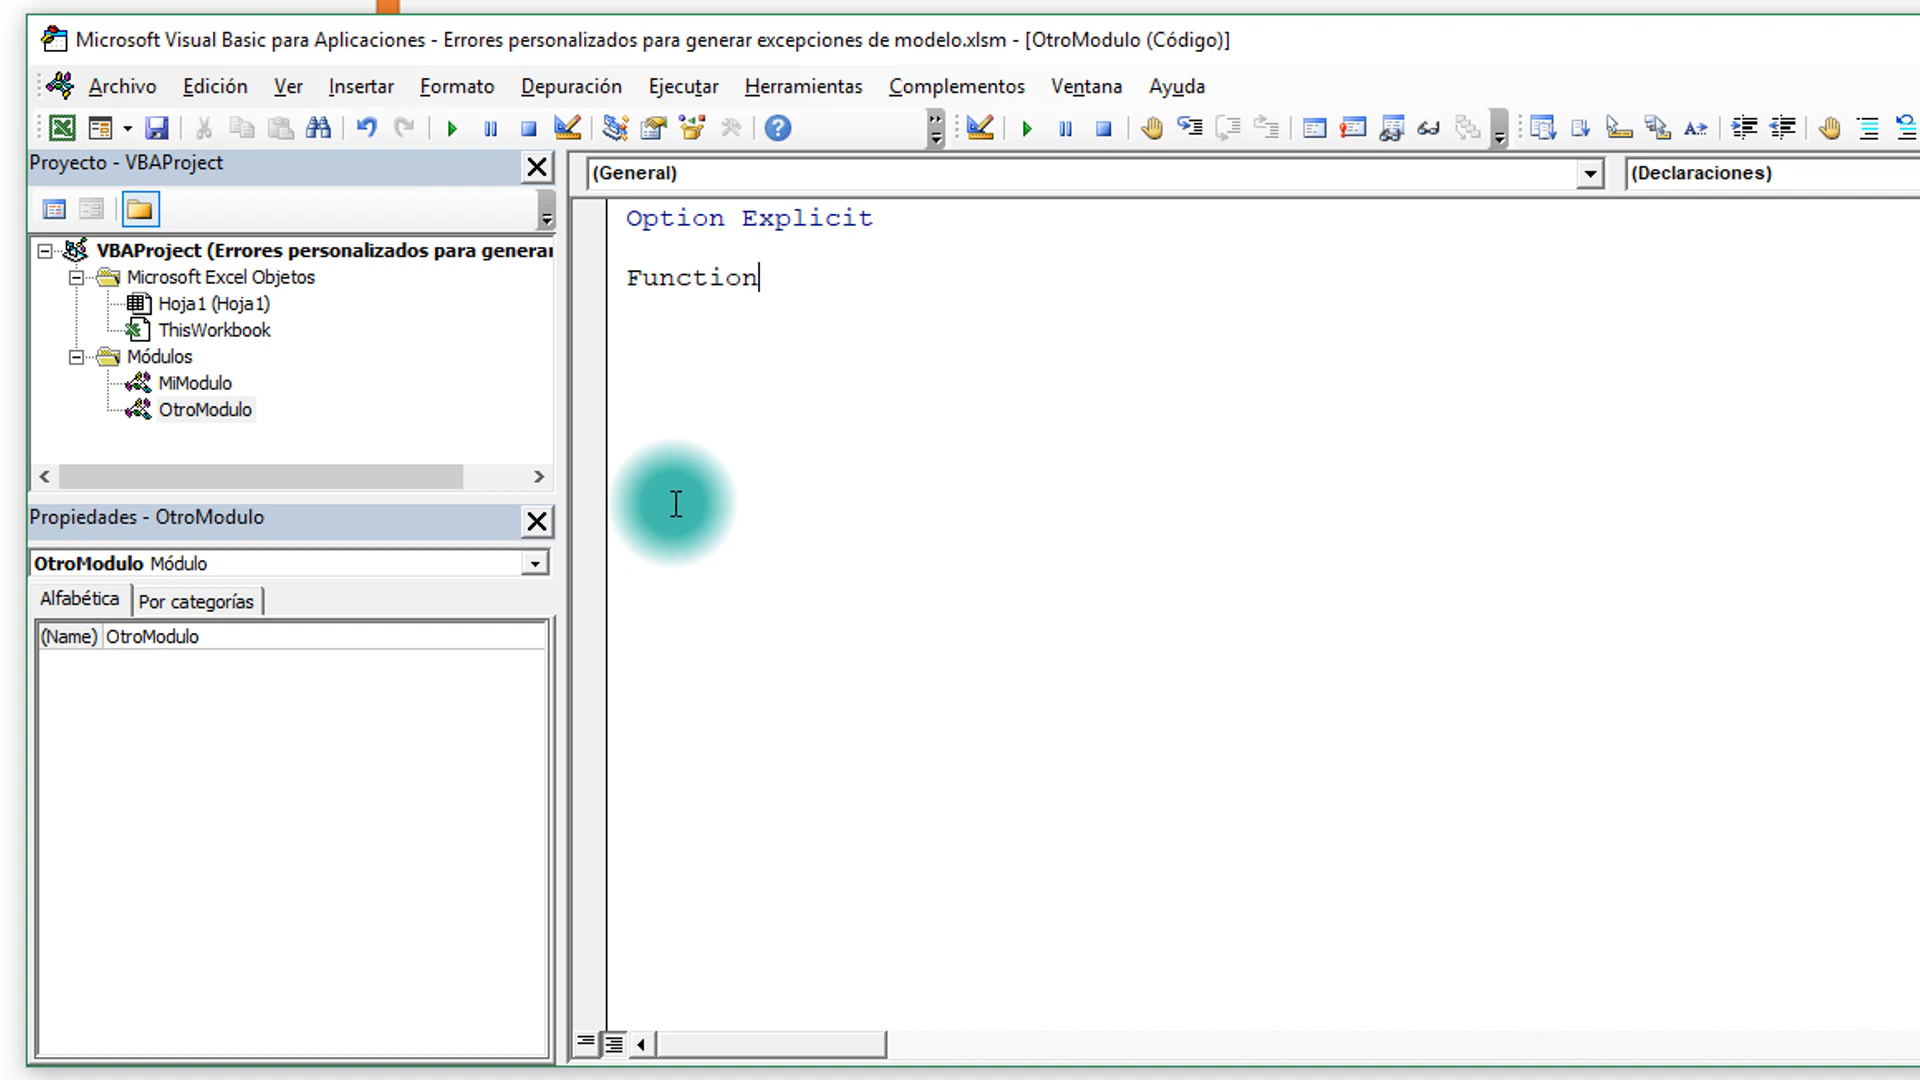 Microsoft Visual Basic para Aplicaciones - Errores personalizados para generar excepciones de modelo.xlsm - [OtroModulo (Código)]
Archivo Edición Ver Insertar Formato Depuración Ejecutar Herramientas Complementos Ventana Ayuda
Proyecto - VBAProject
(General)
(Declaraciones)
VBAProject (Errores personalizados para generar
Microsoft Excel Objetos
Hoja1 (Hoja1)
ThisWorkbook
Módulos
MiModulo
OtroModulo
Option Explicit
Function
Propiedades - OtroModulo
OtroModulo Módulo
Alfabética Por categorías
(Name) OtroModulo